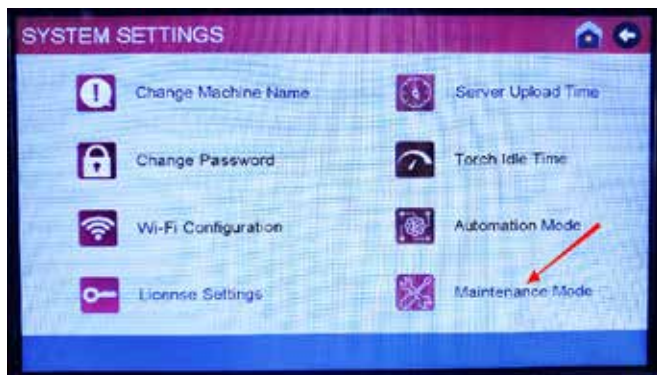 SYSTEM SETTINGS
Change Machine Name
Server Upload Time
Change Password
Torch Idle Time
Wi-Fi Configuration
Automation Mode
License Settings
Maintenance Mode